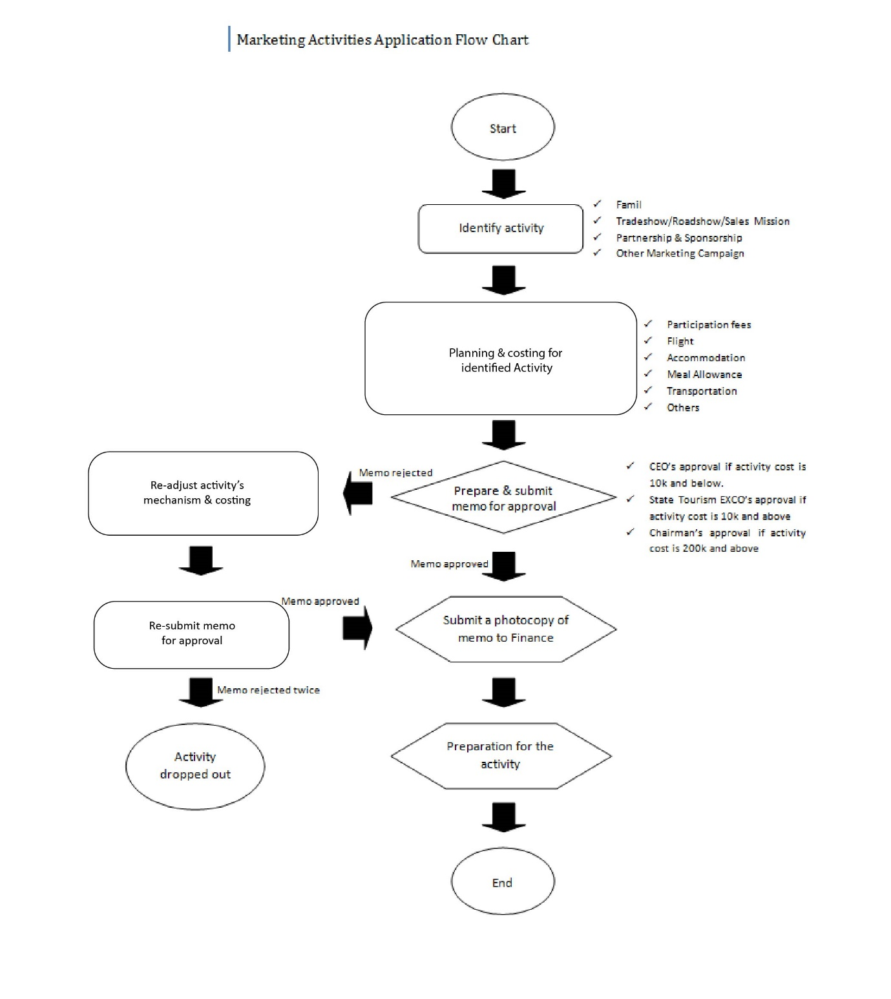 Marketing Activities Application Flow Chart
Start
Identify activity
✓ Famil
✓ Tradeshow/Roadshow/Sales Mission
✓ Partnership & Sponsorship
✓ Other Marketing Campaign
Planning & costing for
identified Activity
✓ Participation fees
✓ Flight
✓ Accommodation
✓ Meal Allowance
✓ Transportation
✓ Others
Prepare & submit
memo for approval
✓ CEO's approval if activity cost is
10k and below.
✓ State Tourism EXCO's approval if
activity cost is 10k and above
✓ Chairman's approval if activity
cost is 200k and above
Memo rejected
Re-adjust activity's
mechanism & costing
Memo approved
Re-submit memo
for approval
Memo approved
Submit a photocopy of
memo to Finance
Memo rejected twice
Activity
dropped out
Preparation for the
activity
End